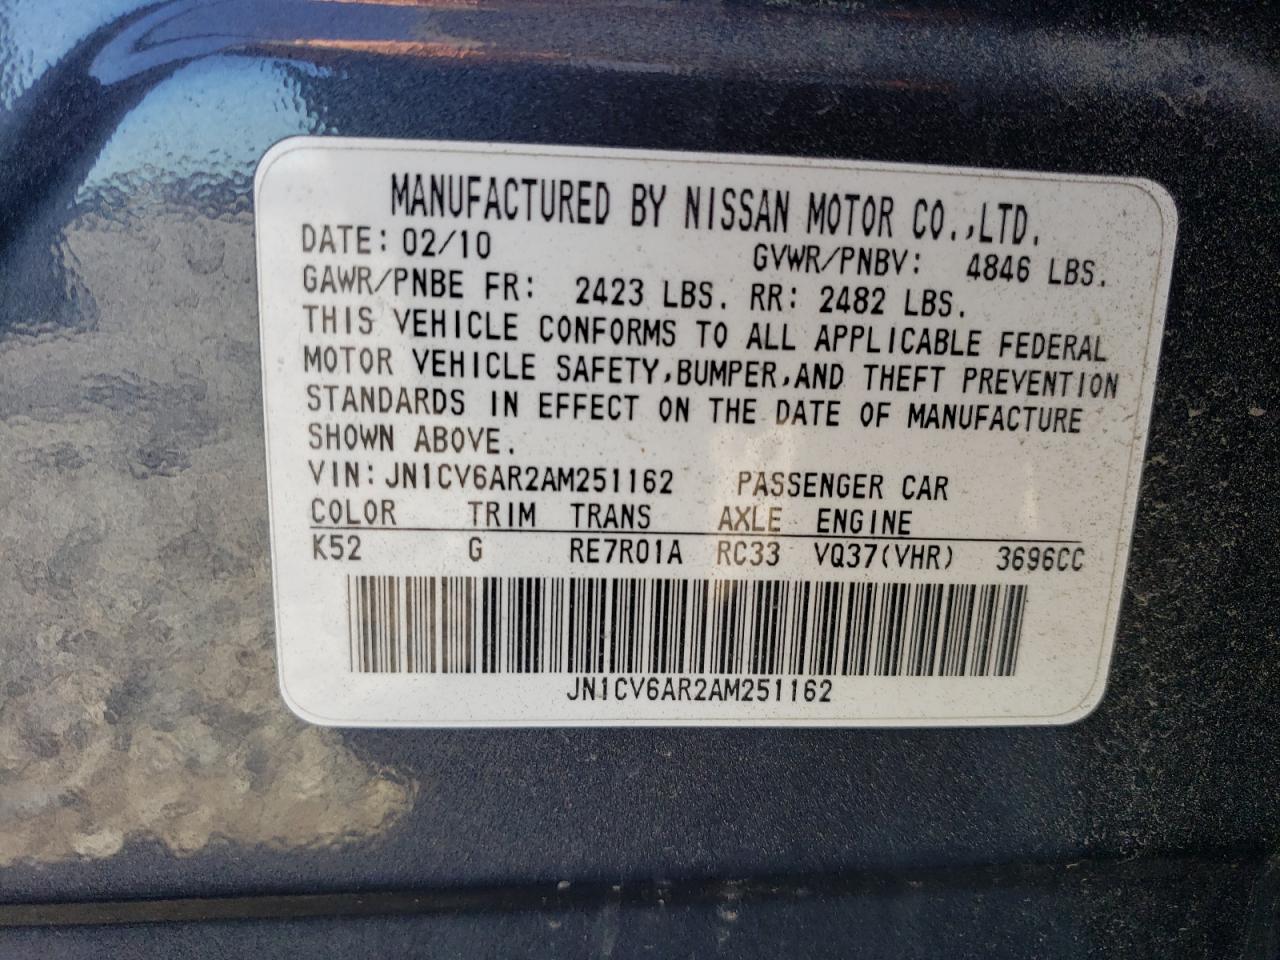 MANUFACTURED BY NISSAN MOTOR CO.,LTD.
DATE: 02/10 GVWR/PNBV: 4846 LBS.
GAWR/PNBE FR: 2423 LBS. RR: 2482 LBS.
THIS VEHICLE CONFORMS TO ALL APPLICABLE FEDERAL
MOTOR VEHICLE SAFETY,BUMPER,AND THEFT PREVENTION
STANDARDS IN EFFECT ON THE DATE OF MANUFACTURE
SHOWN ABOVE.
VIN:JN1CV6AR2AM251162 PASSENGER CAR
COLOR TRIM TRANS AXLE ENGINE
K52 G RE7R01A RC33 VQ37(VHR) 3696CC
JN1CV6AR2AM251162